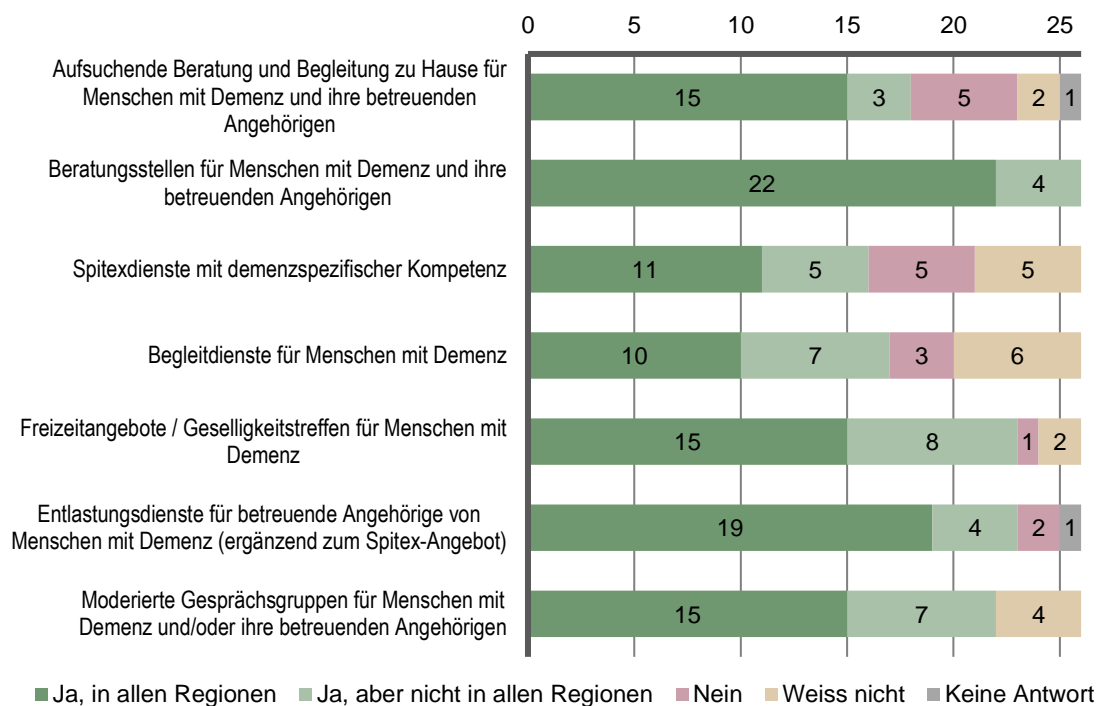 0 5 10 15 20 25
Aufsuchende Beratung und Begleitung zu Hause für
Menschen mit Demenz und ihre betreuenden
Angehörigen
15 3 5 2 1
Beratungsstellen für Menschen mit Demenz und ihre
betreuenden Angehörigen
22 4
Spitexdienste mit demenzspezifischer Kompetenz
11 5 5 5
Begleitdienste für Menschen mit Demenz
10 7 3 6
Freizeitangebote / Geselligkeitstreffen für Menschen mit
Demenz
15 8 1 2
Entlastungsdienste für betreuende Angehörige von
Menschen mit Demenz (ergänzend zum Spitex-Angebot)
19 4 2 1
Moderierte Gesprächsgruppen für Menschen mit
Demenz und/oder ihre betreuenden Angehörigen
15 7 4
Ja, in allen Regionen Ja, aber nicht in allen Regionen Nein Weiss nicht Keine Antwort